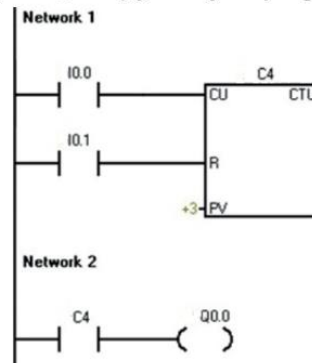 Network 1
I0.0
C4
CU CTU
I0.1
R
+3 PV
Network 2
C4 Q0.0